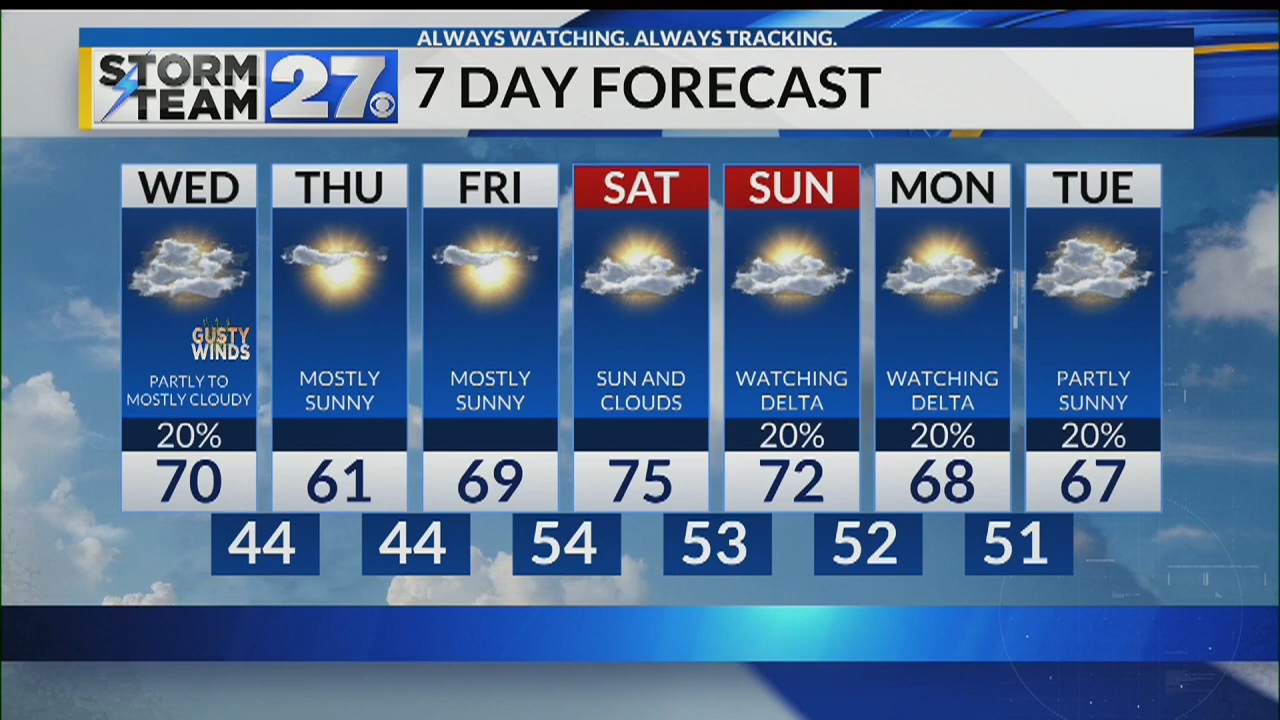 ALWAYS WATCHING. ALWAYS TRACKING.
STORM TEAM 27
7 DAY FORECAST
WED THU FRI SAT SUN MON TUE
GUSTY
WINDS
PARTLY TO MOSTLY CLOUDY
MOSTLY SUNNY
MOSTLY SUNNY
SUN AND CLOUDS
WATCHING DELTA
WATCHING DELTA
PARTLY SUNNY
20% 20% 20% 20%
70 61 69 75 72 68 67
44 44 54 53 52 51